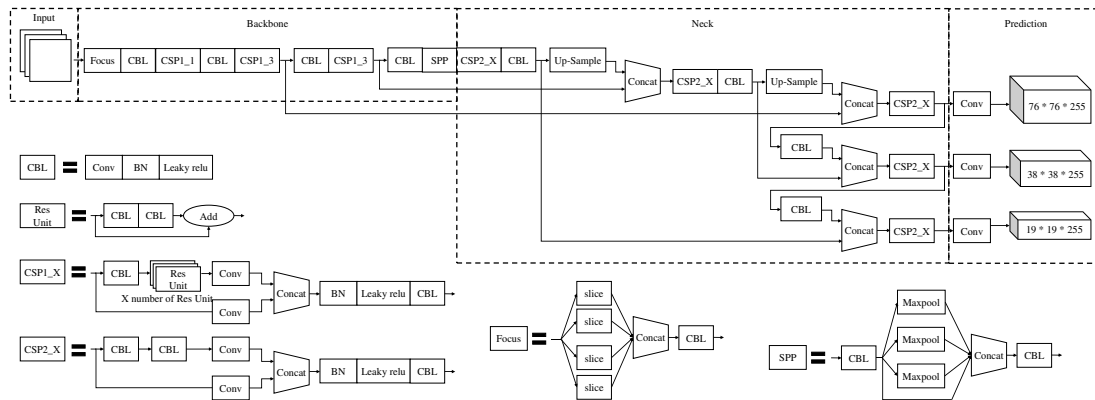 Input
Backbone
Neck
Prediction
Focus CBL CSP1_1 CBL CSP1_3
CBL CSP1_3
CBL SPP CSP2_X CBL
Up-Sample
Concat
CSP2_X CBL
Up-Sample
Concat
CSP2_X
Conv
76 * 76 * 255
CBL
Concat
CSP2_X
Conv
38 * 38 * 255
CBL
Concat
CSP2_X
Conv
19 * 19 * 255
CBL = Conv BN Leaky relu
Res
Unit
=
CBL CBL Add
CSP1_X = CBL
Res
Unit
Conv
X number of Res Unit
Conv
Concat
BN Leaky relu CBL
CSP2_X = CBL CBL Conv
Conv
Concat
BN Leaky relu CBL
Focus =
slice
slice
slice
slice
Concat
CBL
SPP = CBL
Maxpool
Maxpool
Maxpool
Concat
CBL